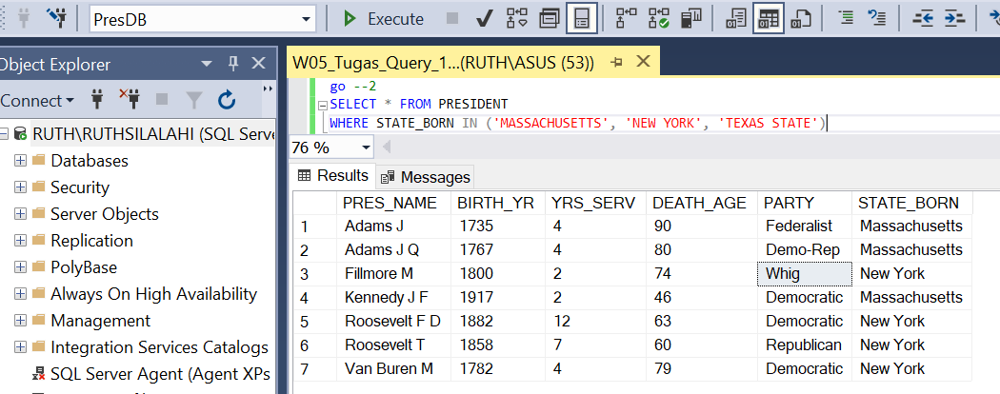 PresDB
Execute
Object Explorer
Connect
RUTH\RUTHSILALAHI (SQL Serve
Databases
Security
Server Objects
Replication
PolyBase
Always On High Availability
Management
Integration Services Catalogs
SQL Server Agent (Agent XPs
W05_Tugas_Query_1...(RUTH\ASUS (53))
go --2
SELECT * FROM PRESIDENT
WHERE STATE_BORN IN ('MASSACHUSETTS', 'NEW YORK', 'TEXAS STATE')
76 %
Results Messages
PRES_NAME BIRTH_YR YRS_SERV DEATH_AGE PARTY STATE_BORN
1 Adams J 1735 4 90 Federalist Massachusetts
2 Adams J Q 1767 4 80 Demo-Rep Massachusetts
3 Fillmore M 1800 2 74 Whig New York
4 Kennedy J F 1917 2 46 Democratic Massachusetts
5 Roosevelt F D 1882 12 63 Democratic New York
6 Roosevelt T 1858 7 60 Republican New York
7 Van Buren M 1782 4 79 Democratic New York